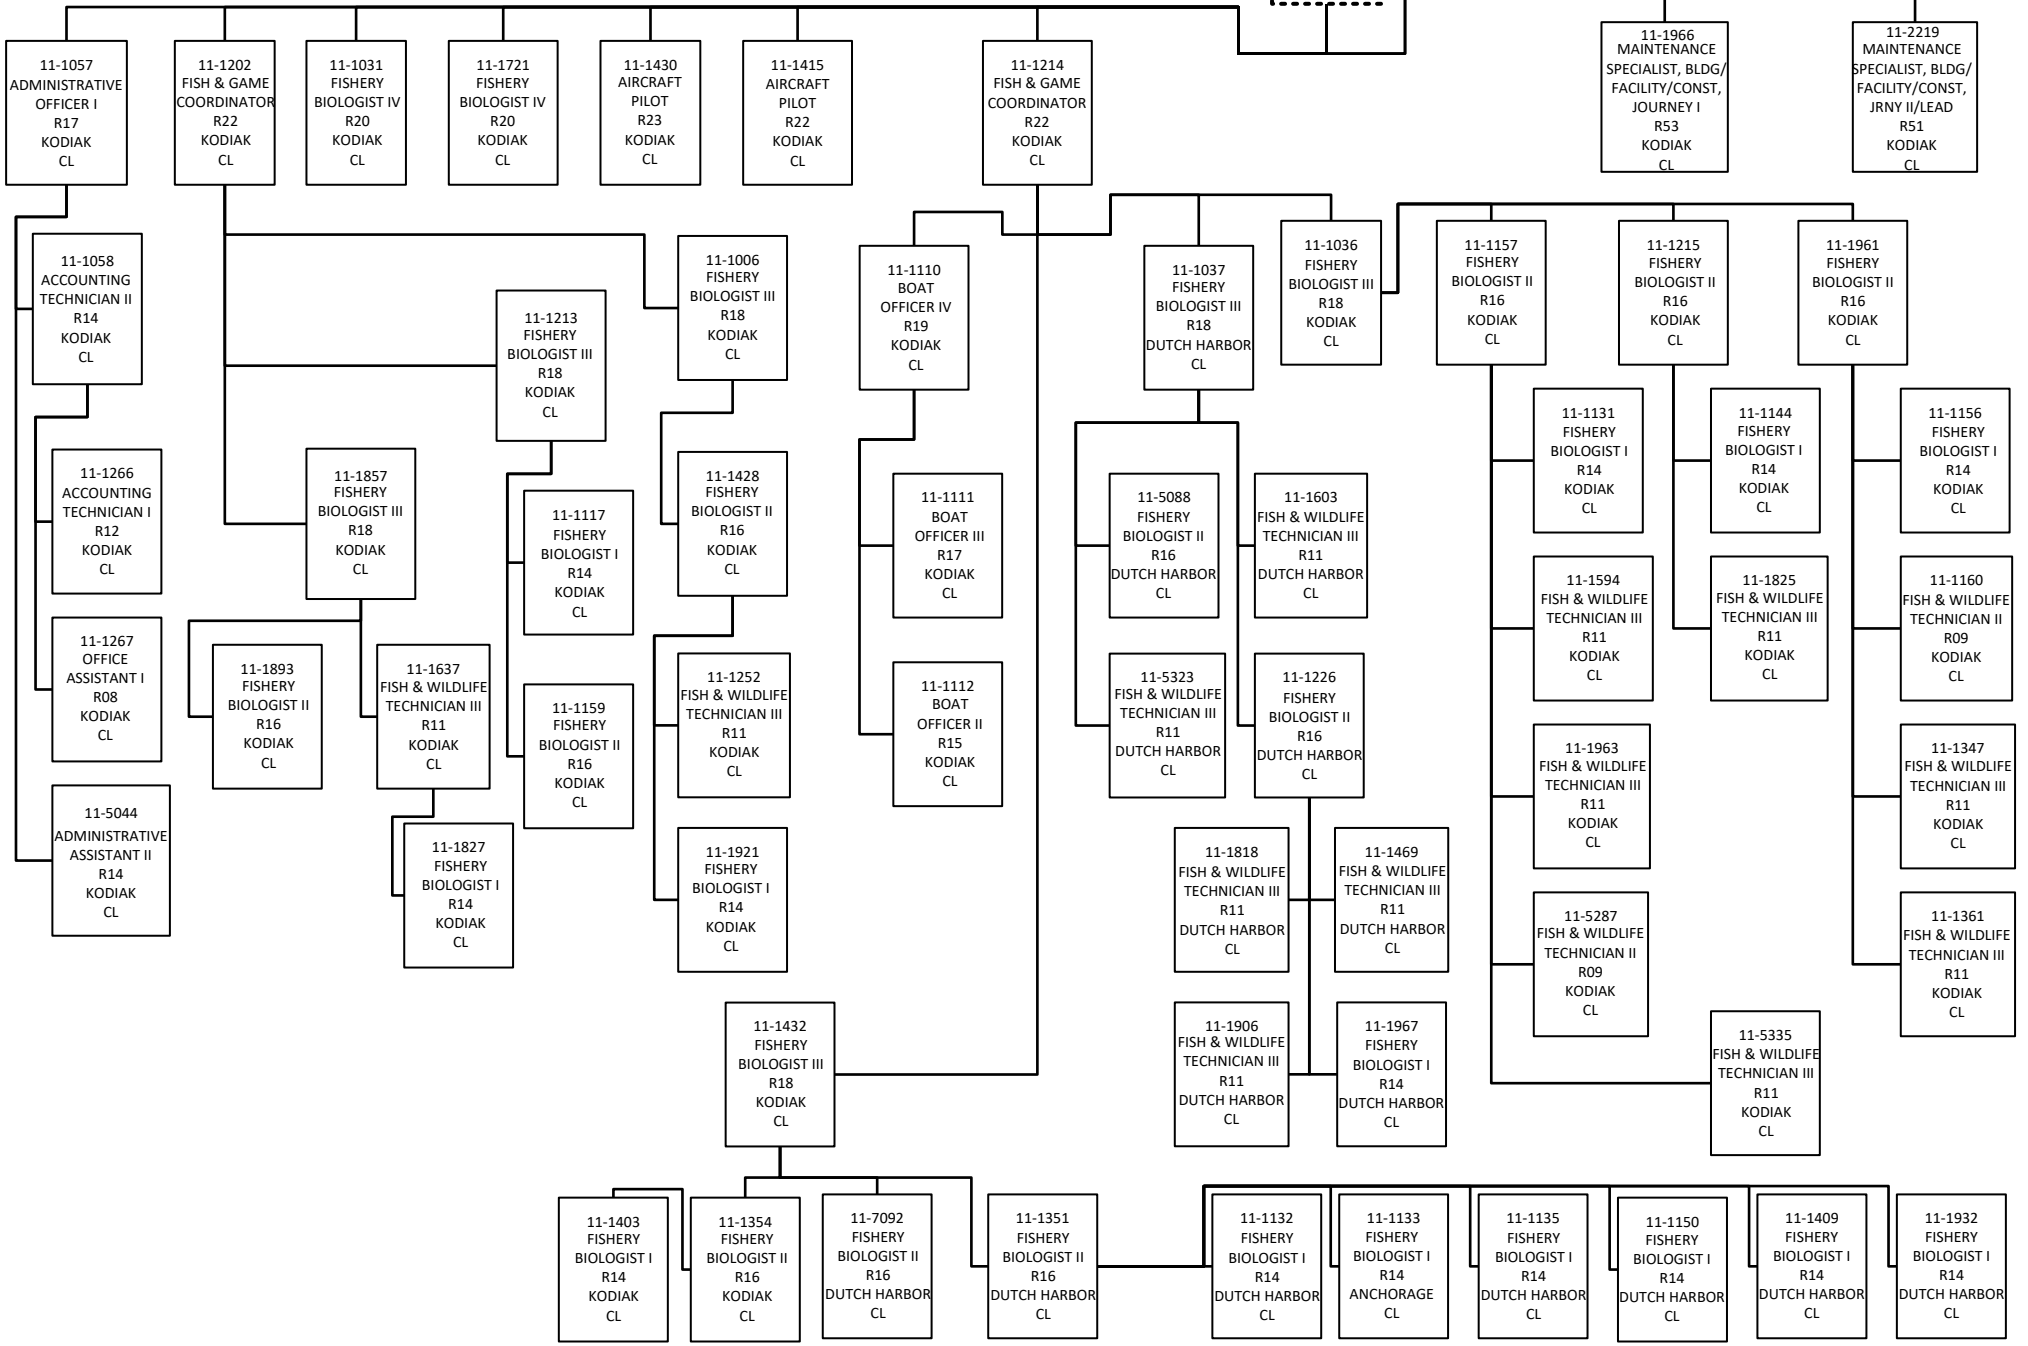 11-1057
ADMINISTRATIVE
OFFICER I
R17
KODIAK
CL
11-1202
FISH & GAME
COORDINATOR
R22
KODIAK
CL
11-1031
FISHERY
BIOLOGIST IV
R20
KODIAK
CL
11-1721
FISHERY
BIOLOGIST IV
R20
KODIAK
CL
11-1430
AIRCRAFT
PILOT
R23
KODIAK
CL
11-1415
AIRCRAFT
PILOT
R22
KODIAK
CL
11-1214
FISH & GAME
COORDINATOR
R22
KODIAK
CL
11-1966
MAINTENANCE
SPECIALIST, BLDG/
FACILITY/CONST,
JOURNEY I
R53
KODIAK
CL
11-2219
MAINTENANCE
SPECIALIST, BLDG/
FACILITY/CONST,
JRNY II/LEAD
R51
KODIAK
CL
11-1058
ACCOUNTING
TECHNICIAN II
R14
KODIAK
CL
11-1213
FISHERY
BIOLOGIST III
R18
KODIAK
CL
11-1006
FISHERY
BIOLOGIST III
R18
KODIAK
CL
11-1110
BOAT
OFFICER IV
R19
KODIAK
CL
11-1037
FISHERY
BIOLOGIST III
R18
DUTCH HARBOR
CL
11-1036
FISHERY
BIOLOGIST III
R18
KODIAK
CL
11-1157
FISHERY
BIOLOGIST II
R16
KODIAK
CL
11-1215
FISHERY
BIOLOGIST II
R16
KODIAK
CL
11-1961
FISHERY
BIOLOGIST II
R16
KODIAK
CL
11-1266
ACCOUNTING
TECHNICIAN I
R12
KODIAK
CL
11-1857
FISHERY
BIOLOGIST III
R18
KODIAK
CL
11-1117
FISHERY
BIOLOGIST I
R14
KODIAK
CL
11-1428
FISHERY
BIOLOGIST II
R16
KODIAK
CL
11-1111
BOAT
OFFICER III
R17
KODIAK
CL
11-5088
FISHERY
BIOLOGIST II
R16
DUTCH HARBOR
CL
11-1603
FISH & WILDLIFE
TECHNICIAN III
R11
DUTCH HARBOR
CL
11-1131
FISHERY
BIOLOGIST I
R14
KODIAK
CL
11-1144
FISHERY
BIOLOGIST I
R14
KODIAK
CL
11-1156
FISHERY
BIOLOGIST I
R14
KODIAK
CL
11-1267
OFFICE
ASSISTANT I
R08
KODIAK
CL
11-1893
FISHERY
BIOLOGIST II
R16
KODIAK
CL
11-1637
FISH & WILDLIFE
TECHNICIAN III
R11
KODIAK
CL
11-1159
FISHERY
BIOLOGIST II
R16
KODIAK
CL
11-1252
FISH & WILDLIFE
TECHNICIAN III
R11
KODIAK
CL
11-1112
BOAT
OFFICER II
R15
KODIAK
CL
11-5323
FISH & WILDLIFE
TECHNICIAN III
R11
DUTCH HARBOR
CL
11-1226
FISHERY
BIOLOGIST II
R16
DUTCH HARBOR
CL
11-1594
FISH & WILDLIFE
TECHNICIAN III
R11
KODIAK
CL
11-1825
FISH & WILDLIFE
TECHNICIAN III
R11
KODIAK
CL
11-1160
FISH & WILDLIFE
TECHNICIAN II
R09
KODIAK
CL
11-1963
FISH & WILDLIFE
TECHNICIAN III
R11
KODIAK
CL
11-1347
FISH & WILDLIFE
TECHNICIAN III
R11
KODIAK
CL
11-5044
ADMINISTRATIVE
ASSISTANT II
R14
KODIAK
CL
11-1827
FISHERY
BIOLOGIST I
R14
KODIAK
CL
11-1921
FISHERY
BIOLOGIST I
R14
KODIAK
CL
11-1818
FISH & WILDLIFE
TECHNICIAN III
R11
DUTCH HARBOR
CL
11-1469
FISH & WILDLIFE
TECHNICIAN III
R11
DUTCH HARBOR
CL
11-5287
FISH & WILDLIFE
TECHNICIAN II
R09
KODIAK
CL
11-1361
FISH & WILDLIFE
TECHNICIAN III
R11
KODIAK
CL
11-1432
FISHERY
BIOLOGIST III
R18
KODIAK
CL
11-1906
FISH & WILDLIFE
TECHNICIAN III
R11
DUTCH HARBOR
CL
11-1967
FISHERY
BIOLOGIST I
R14
DUTCH HARBOR
CL
11-5335
FISH & WILDLIFE
TECHNICIAN III
R11
KODIAK
CL
11-1403
FISHERY
BIOLOGIST I
R14
KODIAK
CL
11-1354
FISHERY
BIOLOGIST II
R16
KODIAK
CL
11-7092
FISHERY
BIOLOGIST II
R16
DUTCH HARBOR
CL
11-1351
FISHERY
BIOLOGIST II
R16
DUTCH HARBOR
CL
11-1132
FISHERY
BIOLOGIST I
R14
DUTCH HARBOR
CL
11-1133
FISHERY
BIOLOGIST I
R14
ANCHORAGE
CL
11-1135
FISHERY
BIOLOGIST I
R14
DUTCH HARBOR
CL
11-1150
FISHERY
BIOLOGIST I
R14
DUTCH HARBOR
CL
11-1409
FISHERY
BIOLOGIST I
R14
DUTCH HARBOR
CL
11-1932
FISHERY
BIOLOGIST I
R14
DUTCH HARBOR
CL